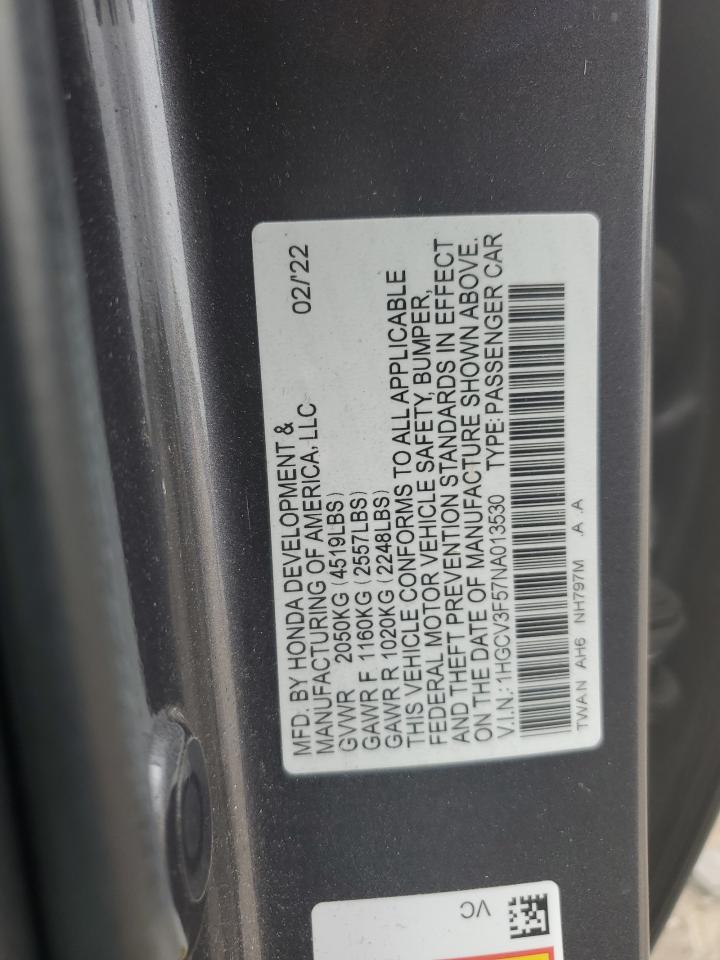 MFD. BY HONDA DEVELOPMENT &
MANUFACTURING OF AMERICA, LLC 02/'22
GVWR 2050KG (4519LBS)
GAWR F 1160KG (2557LBS)
GAWR R 1020KG (2248LBS)
THIS VEHICLE CONFORMS TO ALL APPLICABLE
FEDERAL MOTOR VEHICLE SAFETY, BUMPER,
AND THEFT PREVENTION STANDARDS IN EFFECT
ON THE DATE OF MANUFACTURE SHOWN ABOVE.
V.I.N.: 1HGCV3F57NA013530 TYPE: PASSENGER CAR
TWA N AH6 NH797M .A .A
VC